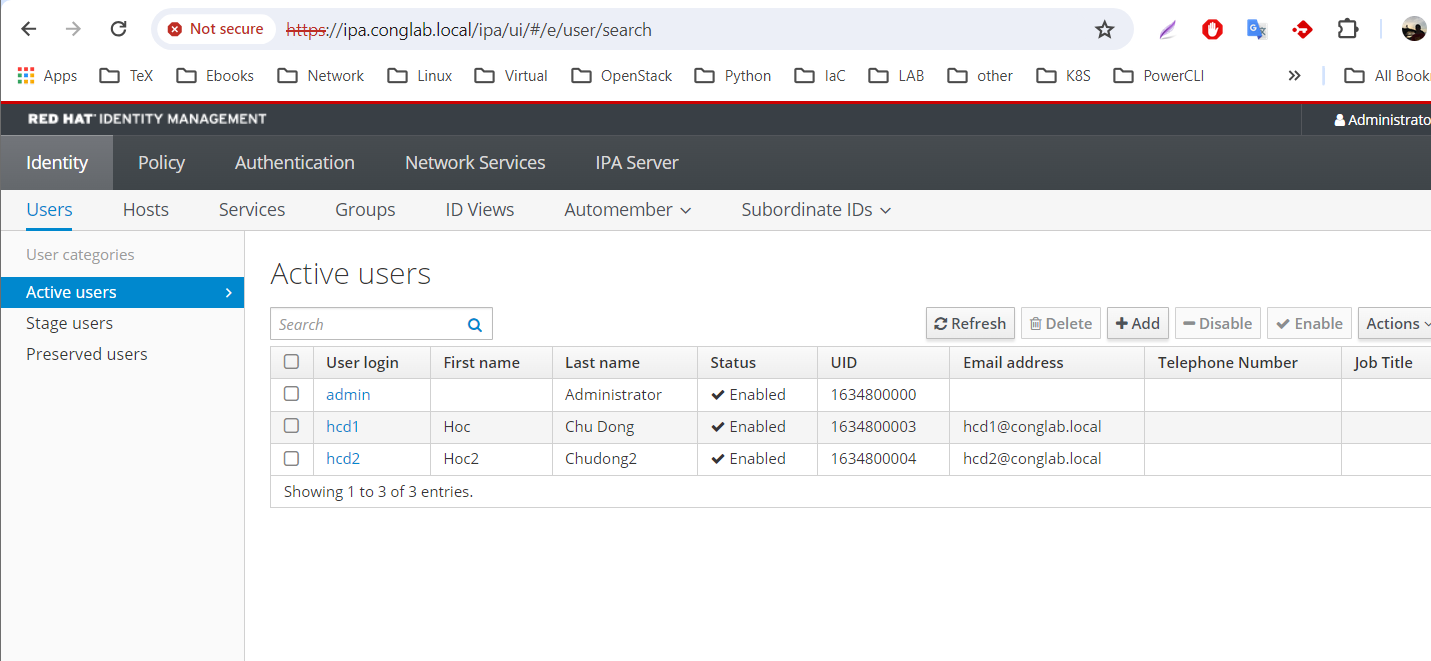 Not secure https://ipa.conglab.local/ipa/ui/#/e/user/search
Apps TeX Ebooks Network Linux Virtual OpenStack Python IaC LAB other K8S PowerCLI » All Book
RED HAT IDENTITY MANAGEMENT Administrato
Identity Policy Authentication Network Services IPA Server
Users Hosts Services Groups ID Views Automember Subordinate IDs
User categories
Active users
Stage users
Preserved users
Active users
Search Refresh Delete Add Disable Enable Actions
User login First name Last name Status UID Email address Telephone Number Job Title
admin Administrator Enabled 1634800000
hcd1 Hoc Chu Dong Enabled 1634800003 hcd1@conglab.local
hcd2 Hoc2 Chudong2 Enabled 1634800004 hcd2@conglab.local
Showing 1 to 3 of 3 entries.